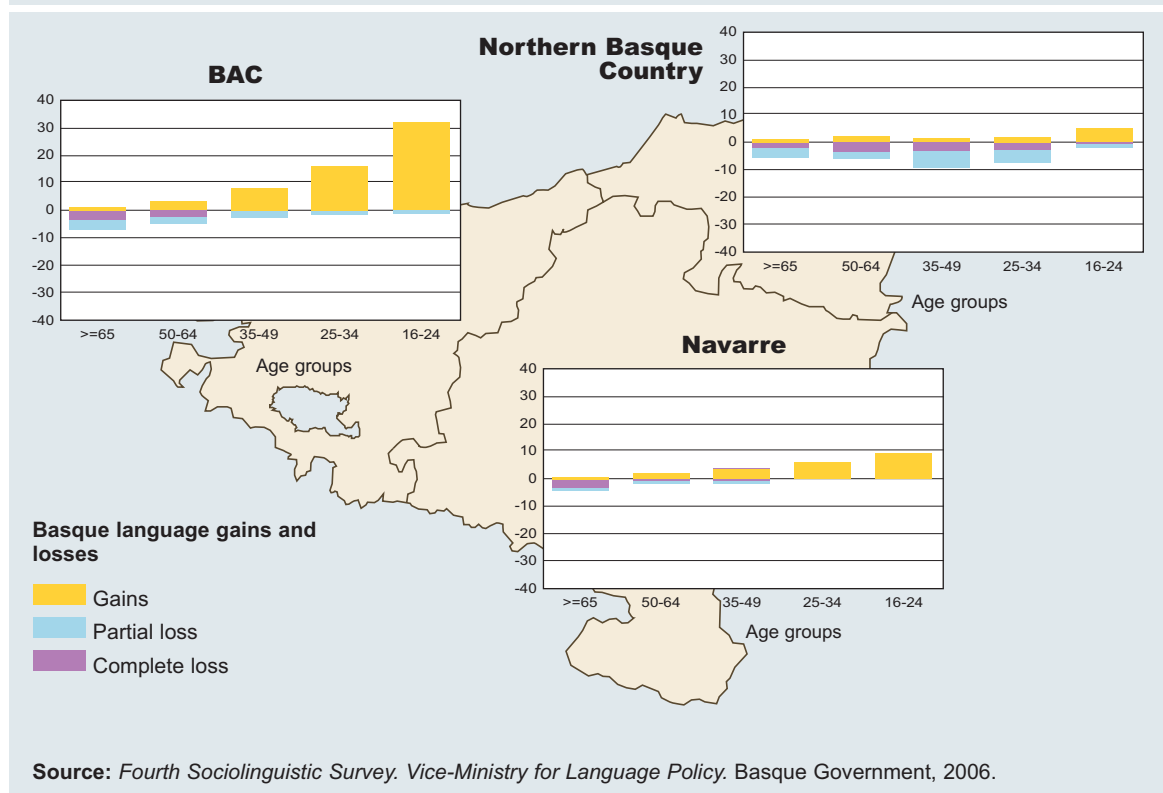 BAC
40
30
20
10
0
-10
-20
-30
-40
>=65 50-64 35-49 25-34 16-24
Age groups
Northern Basque
Country
40
30
20
10
0
-10
-20
-30
-40
>=65 50-64 35-49 25-34 16-24
Age groups
Navarre
40
30
20
10
0
-10
-20
-30
-40
>=65 50-64 35-49 25-34 16-24
Age groups
Basque language gains and
losses
Gains
Partial loss
Complete loss
Source: Fourth Sociolinguistic Survey. Vice-Ministry for Language Policy. Basque Government, 2006.